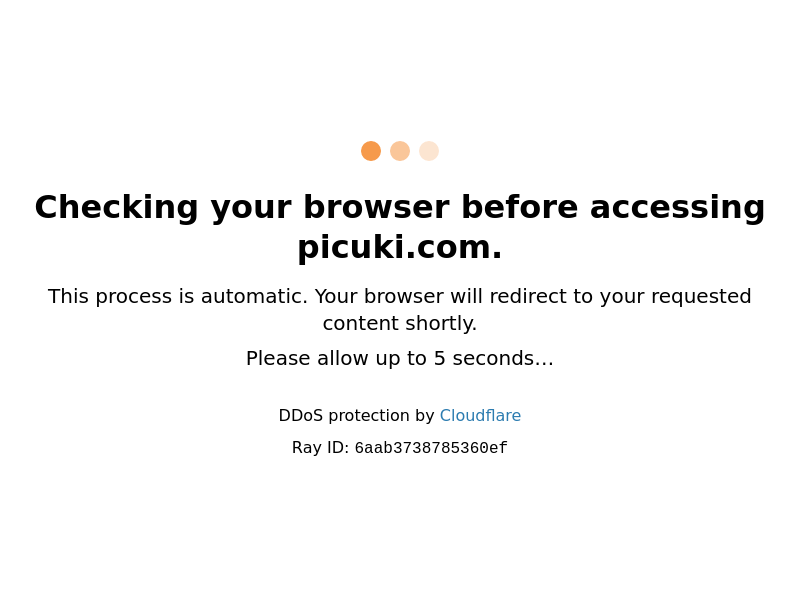 Checking your browser before accessing
picuki.com.
This process is automatic. Your browser will redirect to your requested
content shortly.
Please allow up to 5 seconds…
DDoS protection by Cloudflare
Ray ID: 6aab3738785360ef